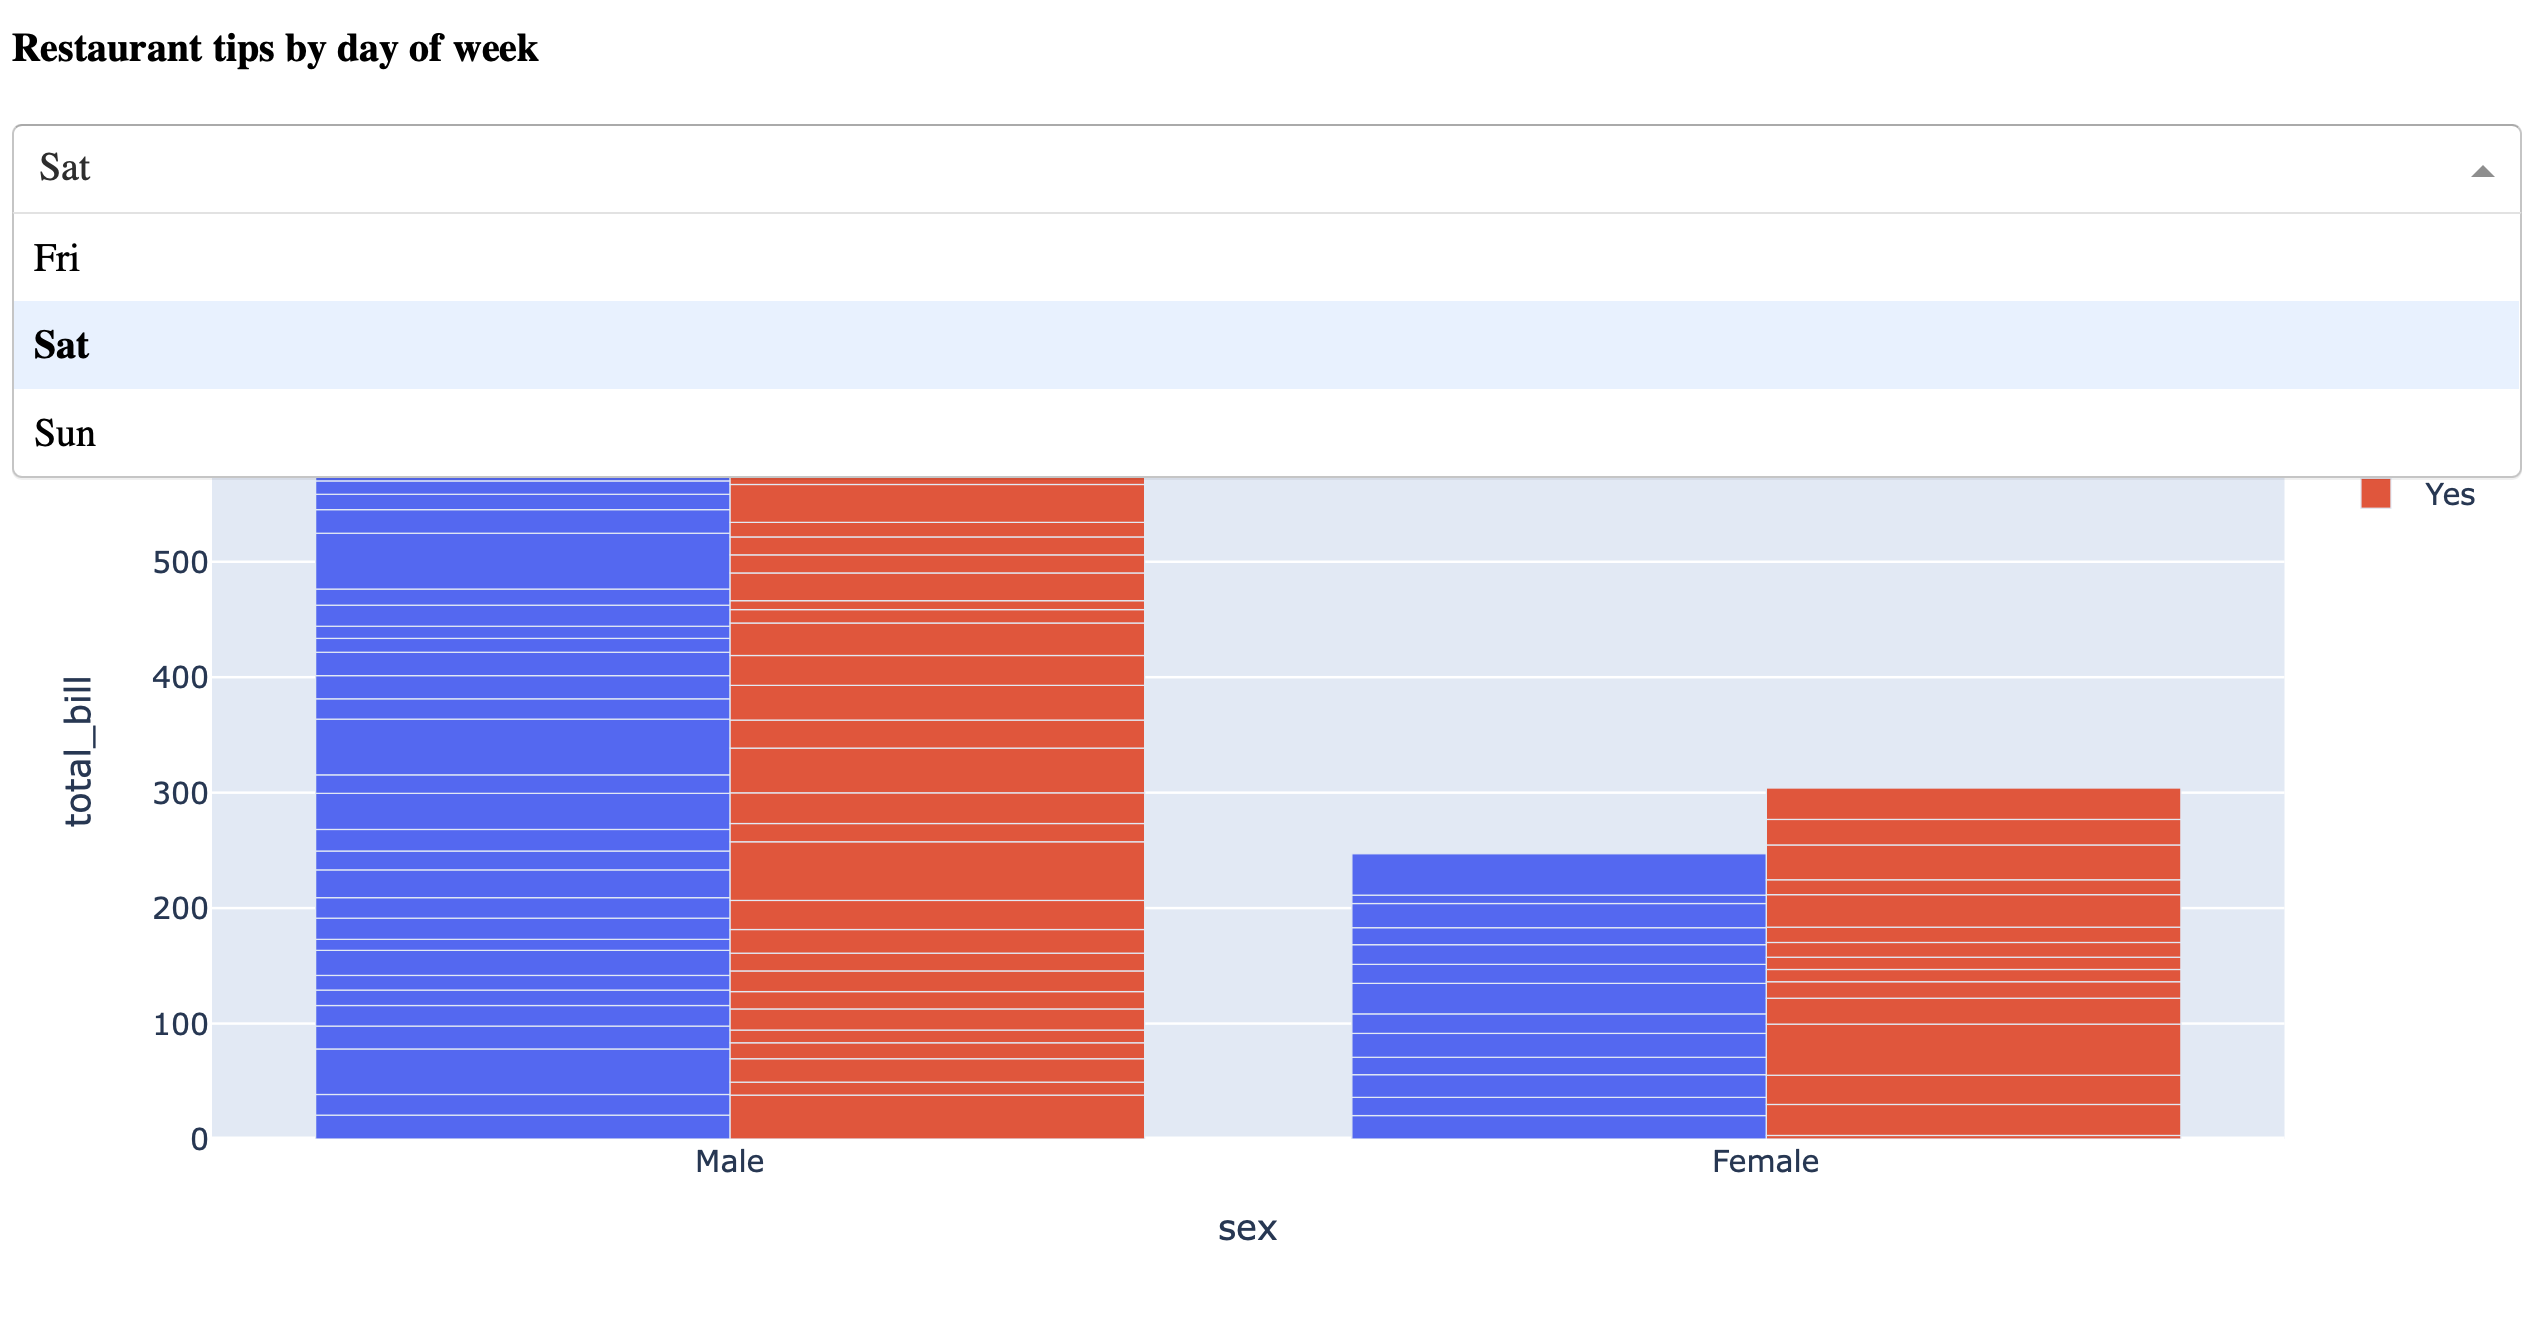 Restaurant tips by day of week
Sat
Fri
Sat
Sun
Yes
500
400
300
200
100
0
total_bill
Male
Female
sex